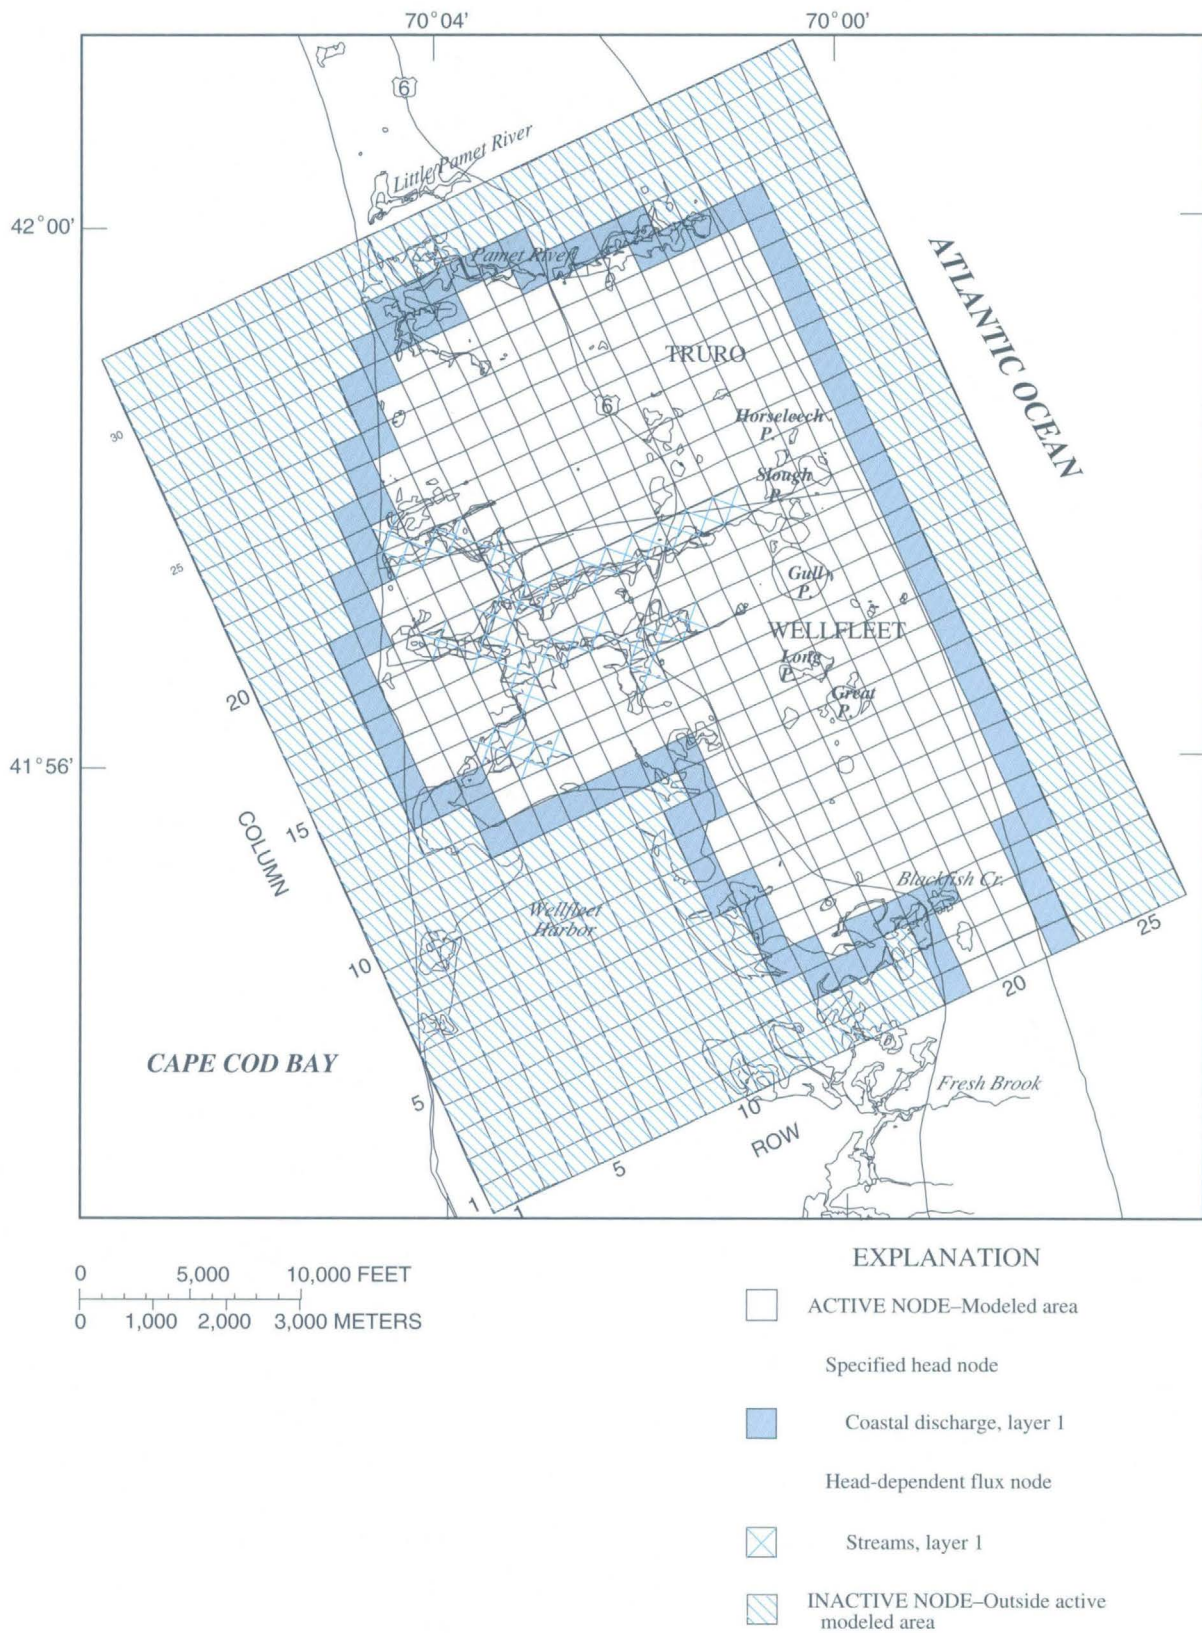 70°04'
70°00'
6
Little Pamet River
42°00'
Pamet River
ATLANTIC OCEAN
TRURO
6
Horseleech
P.
30
Slough
P.
25
Gull
P.
WELLFLEET
Long
P.
20
Great
P.
41°56'
15
COLUMN
Blackfish Cr.
Wellfleet
Harbor
25
10
20
CAPE COD BAY
5
Fresh Brook
10
ROW
5
1
1
EXPLANATION
0 5,000 10,000 FEET
0 1,000 2,000 3,000 METERS
ACTIVE NODE–Modeled area
Specified head node
Coastal discharge, layer 1
Head-dependent flux node
Streams, layer 1
INACTIVE NODE–Outside active
modeled area